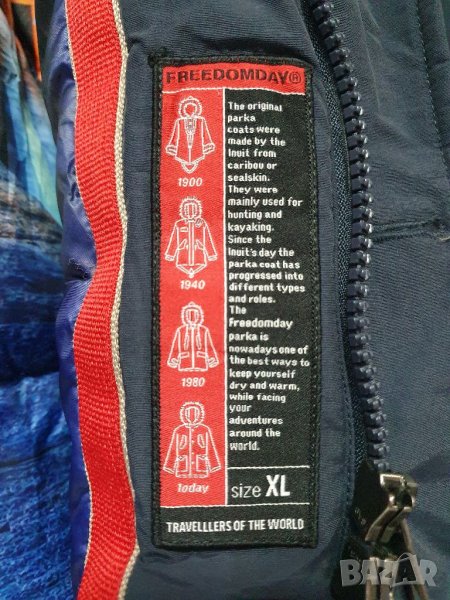 FREEDOMDAY®
The original
parka
coats were
made by the
Inuit from
caribou or
sealskin.
They were
mainly used for
hunting and
kayaking.
Since the
Inuit's day the
parka coat has
progressed into
different types
and roles.
The
Freedomday
parka is
nowadays one of
the best ways to
keep yourself
dry and warm,
while facing
your
adventures
around the
world.
1900
1940
1980
Today
size XL
TRAVELLLERS OF THE WORLD
BAZAR